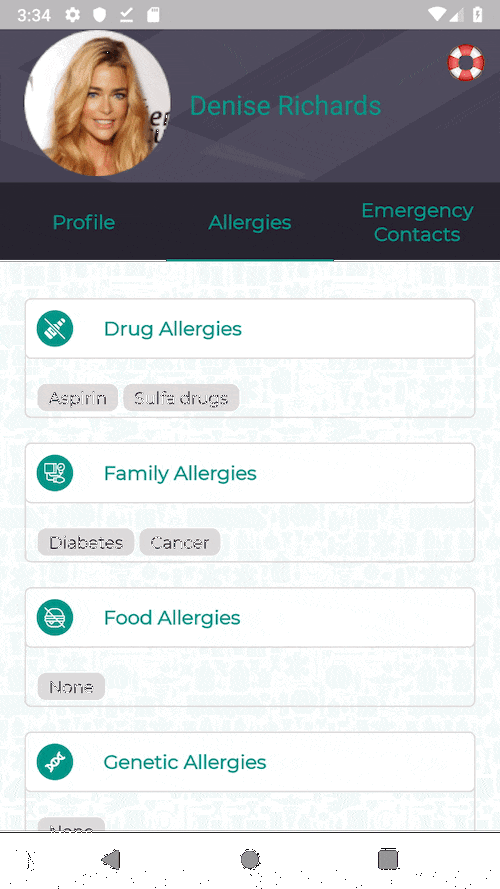 3:34
Denise Richards
Profile
Allergies
Emergency
Contacts
Drug Allergies
Aspirin Sulfa drugs
Family Allergies
Diabetes Cancer
Food Allergies
None
Genetic Allergies
None